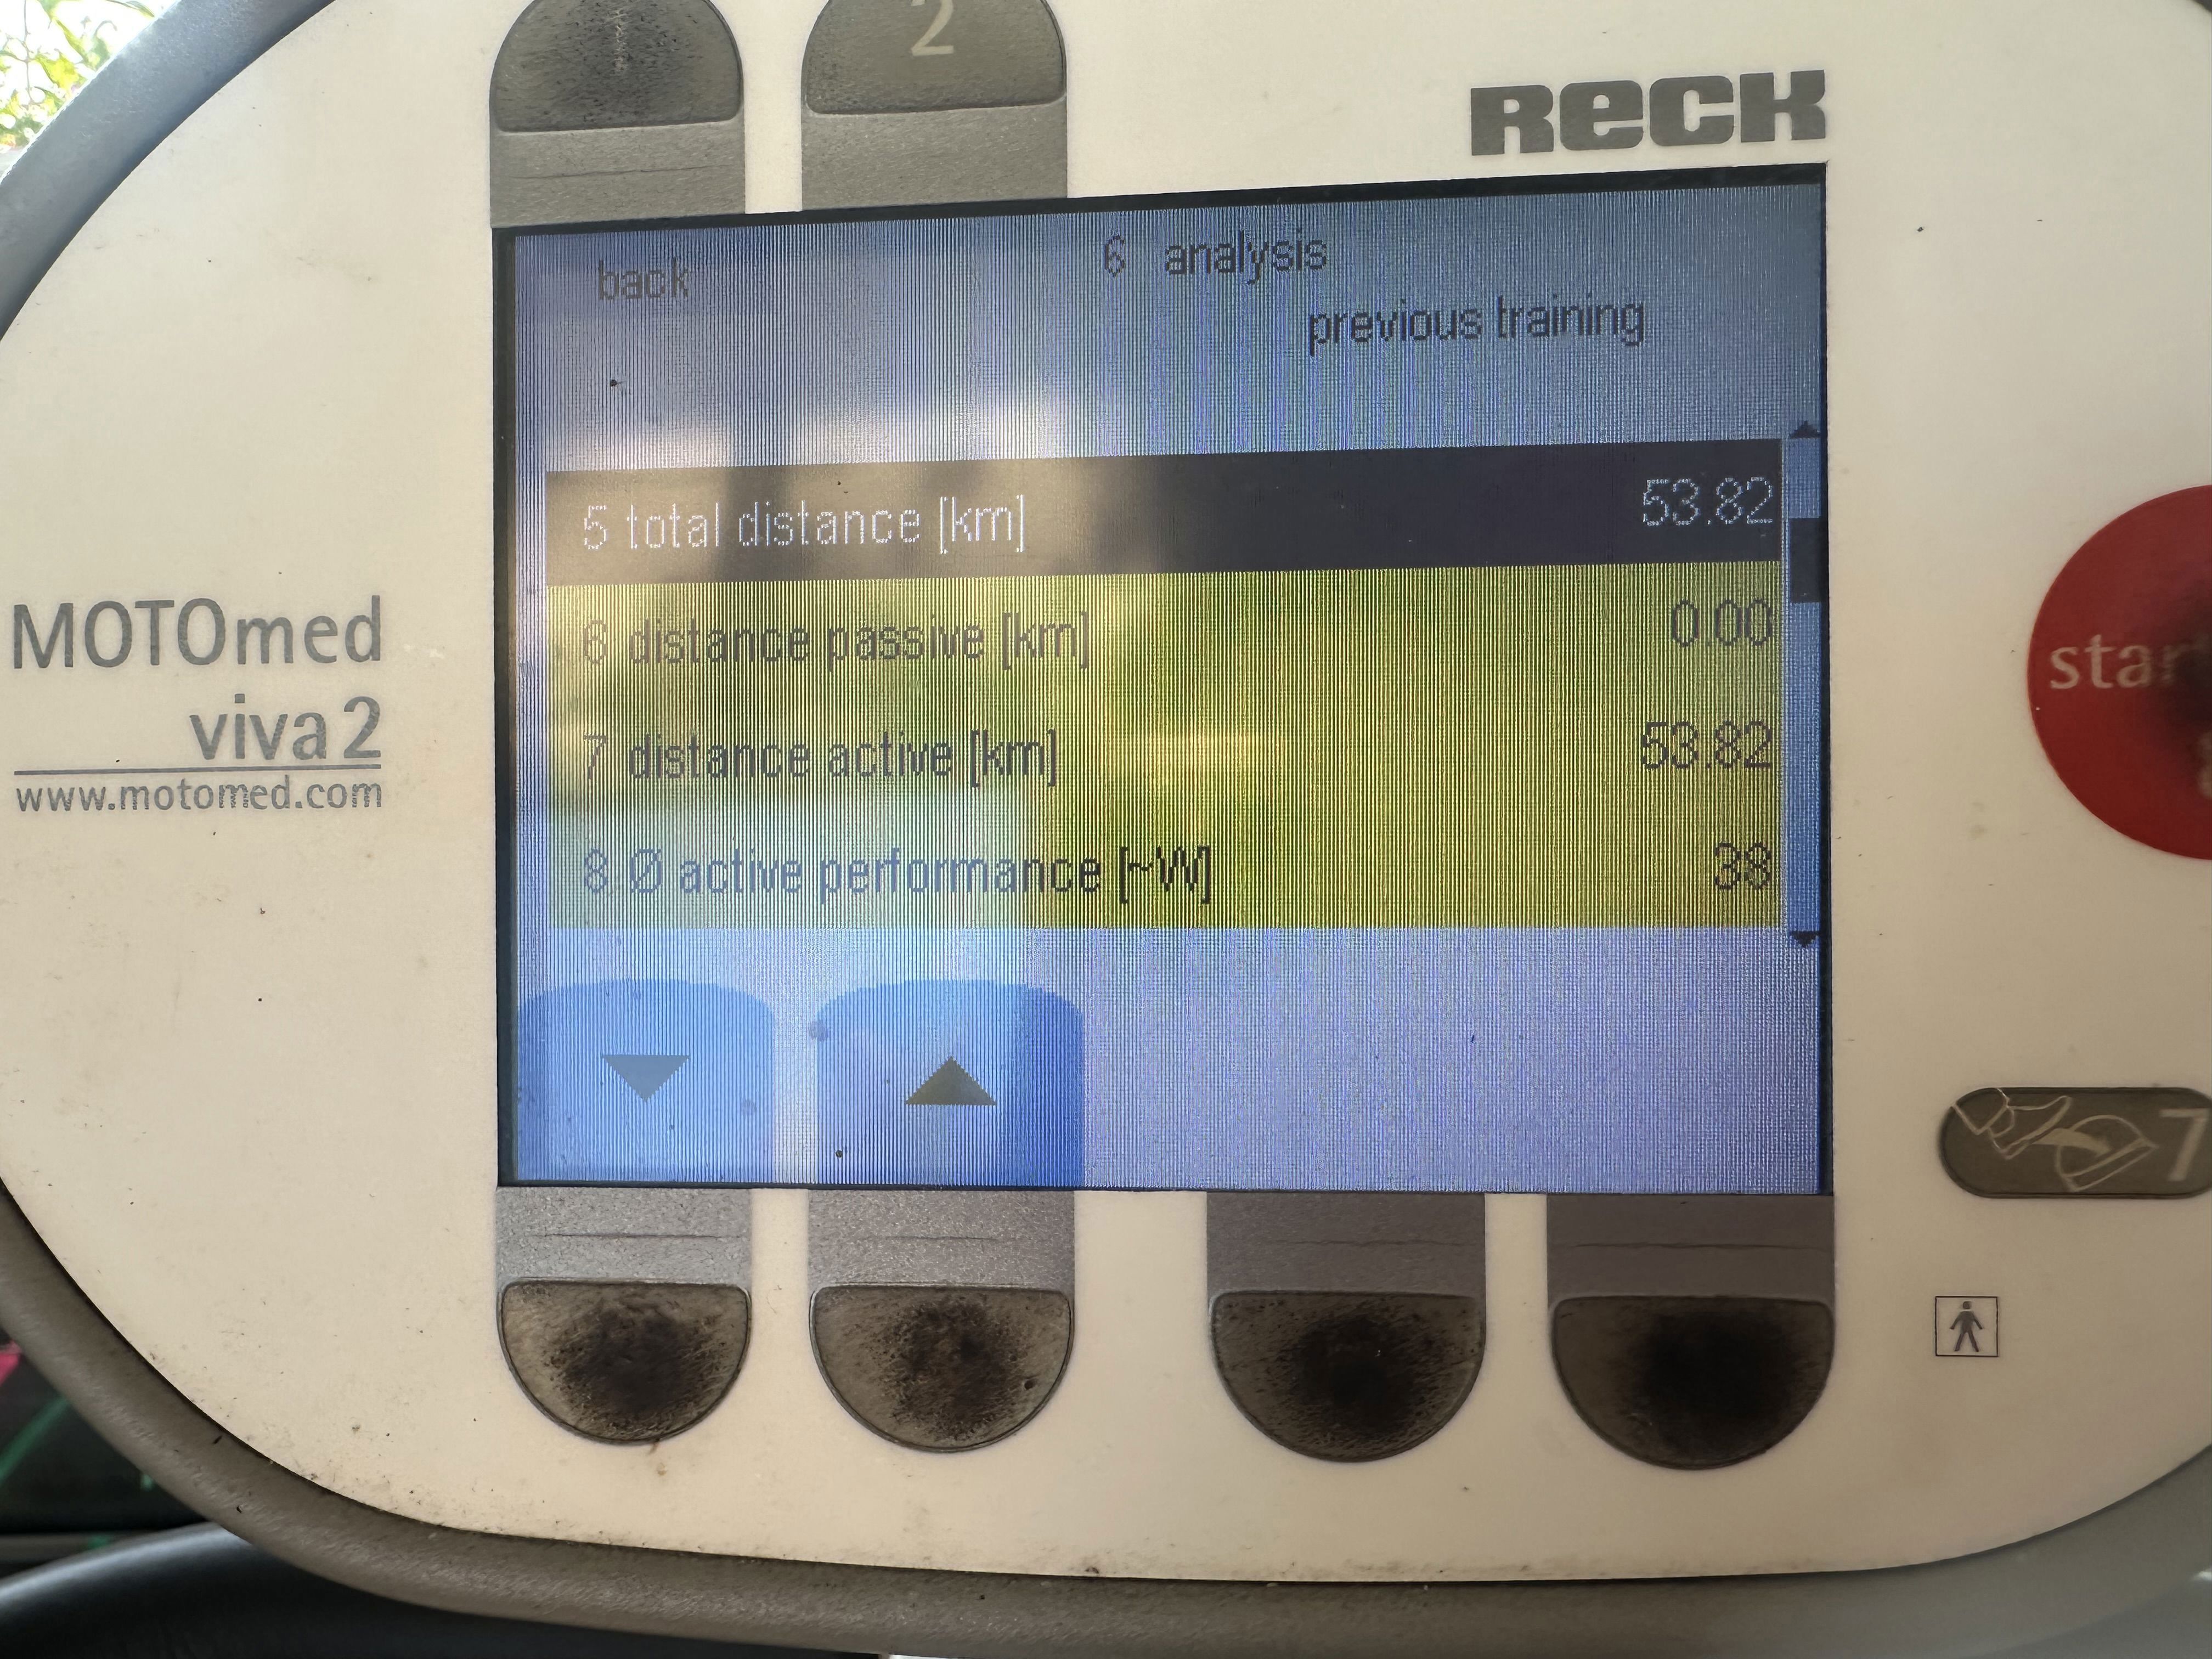 2
RECK
back
6 analysis
previous training
5 total distance [km] 53.82
6 distance passive [km] 0.00
7 distance active [km] 53.82
8 Ø active performance [~W] 38
MOTOmed
viva2
www.motomed.com
7